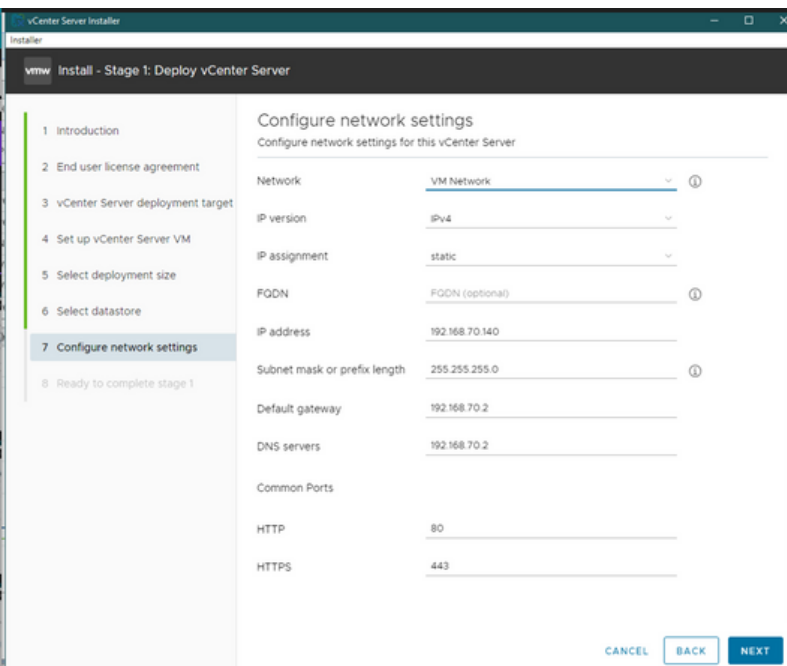 vCenter Server Installer
Installer
vmw Install - Stage 1: Deploy vCenter Server
1 Introduction
2 End user license agreement
3 vCenter Server deployment target
4 Set up vCenter Server VM
5 Select deployment size
6 Select datastore
7 Configure network settings
8 Ready to complete stage 1
Configure network settings
Configure network settings for this vCenter Server
Network VM Network
IP version IPv4
IP assignment static
FQDN FQDN (optional)
IP address 192.168.70.140
Subnet mask or prefix length 255.255.255.0
Default gateway 192.168.70.2
DNS servers 192.168.70.2
Common Ports
HTTP 80
HTTPS 443
CANCEL BACK NEXT